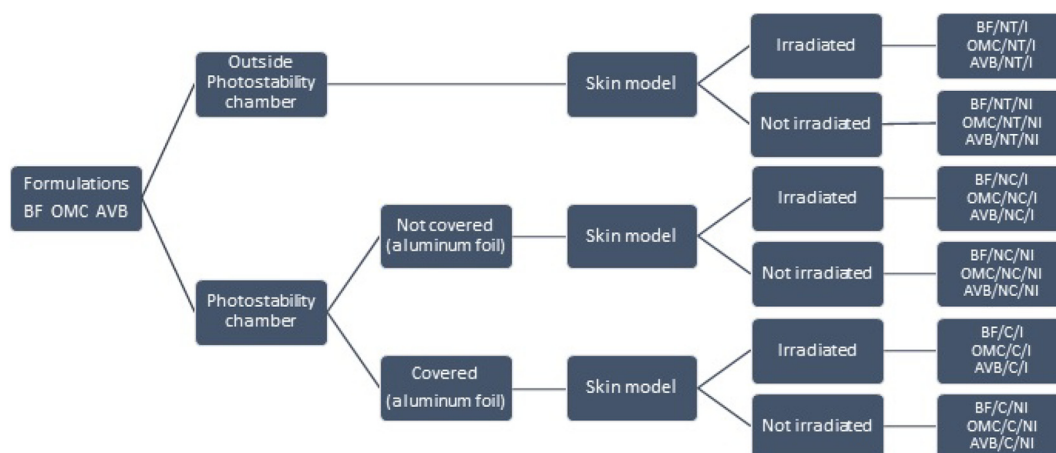 Formulations
BF OMC AVB
Outside
Photostability
chamber
Skin model
Irradiated
BF/NT/I
OMC/NT/I
AVB/NT/I
Not irradiated
BF/NT/NI
OMC/NT/NI
AVB/NT/NI
Photostability
chamber
Not covered
(aluminum foil)
Skin model
Irradiated
BF/NC/I
OMC/NC/I
AVB/NC/I
Not irradiated
BF/NC/NI
OMC/NC/NI
AVB/NC/NI
Covered
(aluminum foil)
Skin model
Irradiated
BF/C/I
OMC/C/I
AVB/C/I
Not irradiated
BF/C/NI
OMC/C/NI
AVB/C/NI